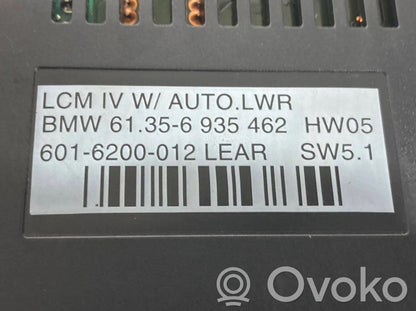 LCM IV W/ AUTO.LWR
BMW 61.35-6 935 462 HW05
601-6200-012 LEAR SW5.1
Ovoko